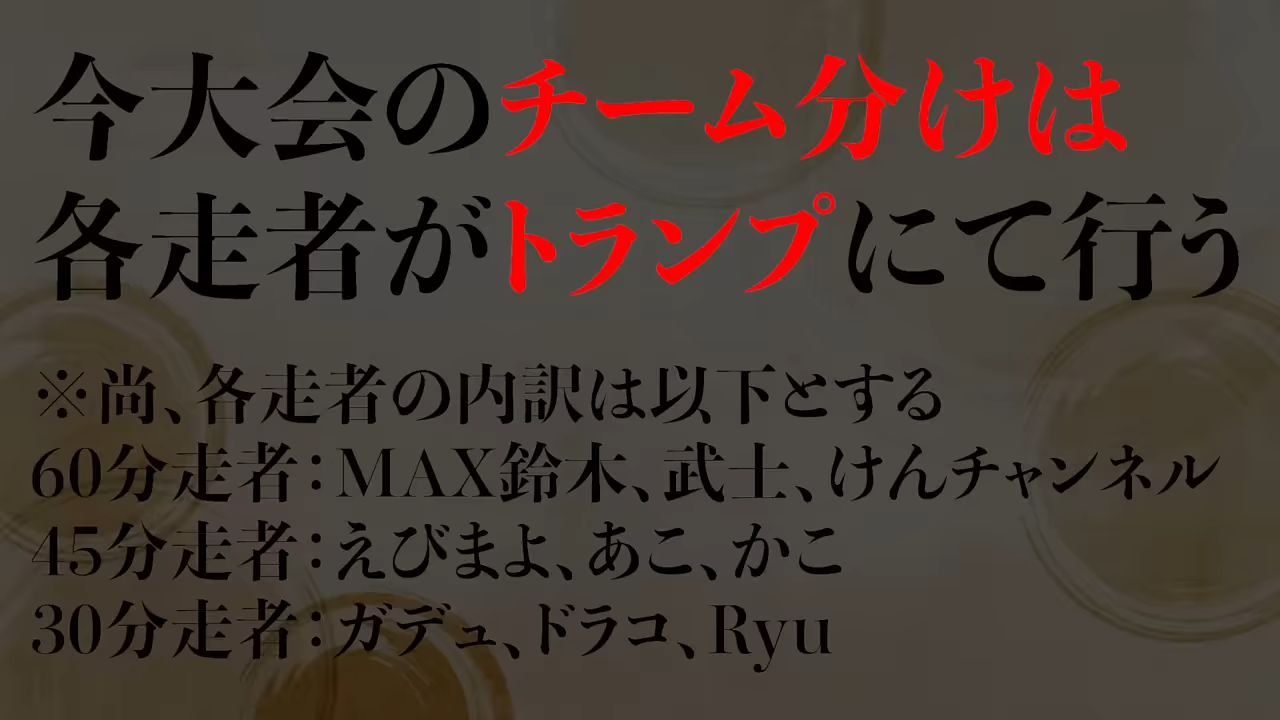 今大会のチーム分けは
各走者がトランプにて行う
※尚、各走者の内訳は以下とする
60分走者：MAX鈴木、武士、けんチャンネル
45分走者：えびまよ、あこ、かこ
30分走者：ガデュ、ドラコ、Ryu